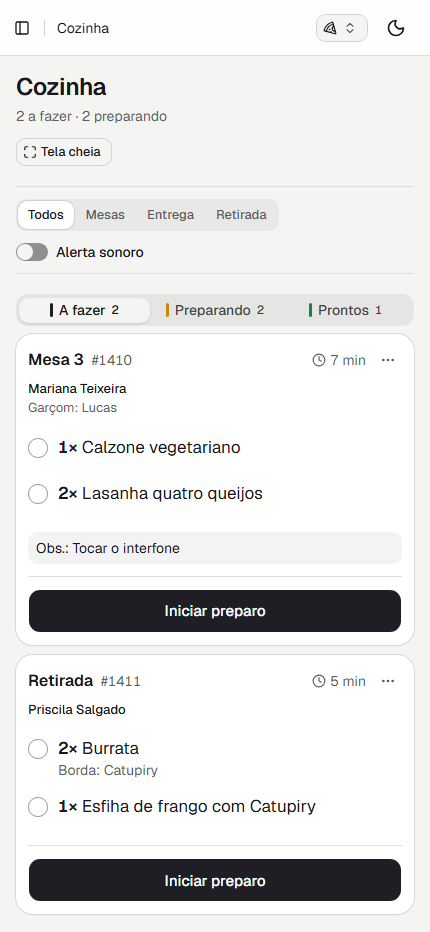 Cozinha
Cozinha
2 a fazer · 2 preparando
Tela cheia
Todos Mesas Entrega Retirada
Alerta sonoro
A fazer 2 Preparando 2 Prontos 1
Mesa 3 #1410 7 min
Mariana Teixeira
Garçom: Lucas
1× Calzone vegetariano
2× Lasanha quatro queijos
Obs.: Tocar o interfone
Iniciar preparo
Retirada #1411 5 min
Priscila Salgado
2× Burrata
Borda: Catupiry
1× Esfiha de frango com Catupiry
Iniciar preparo